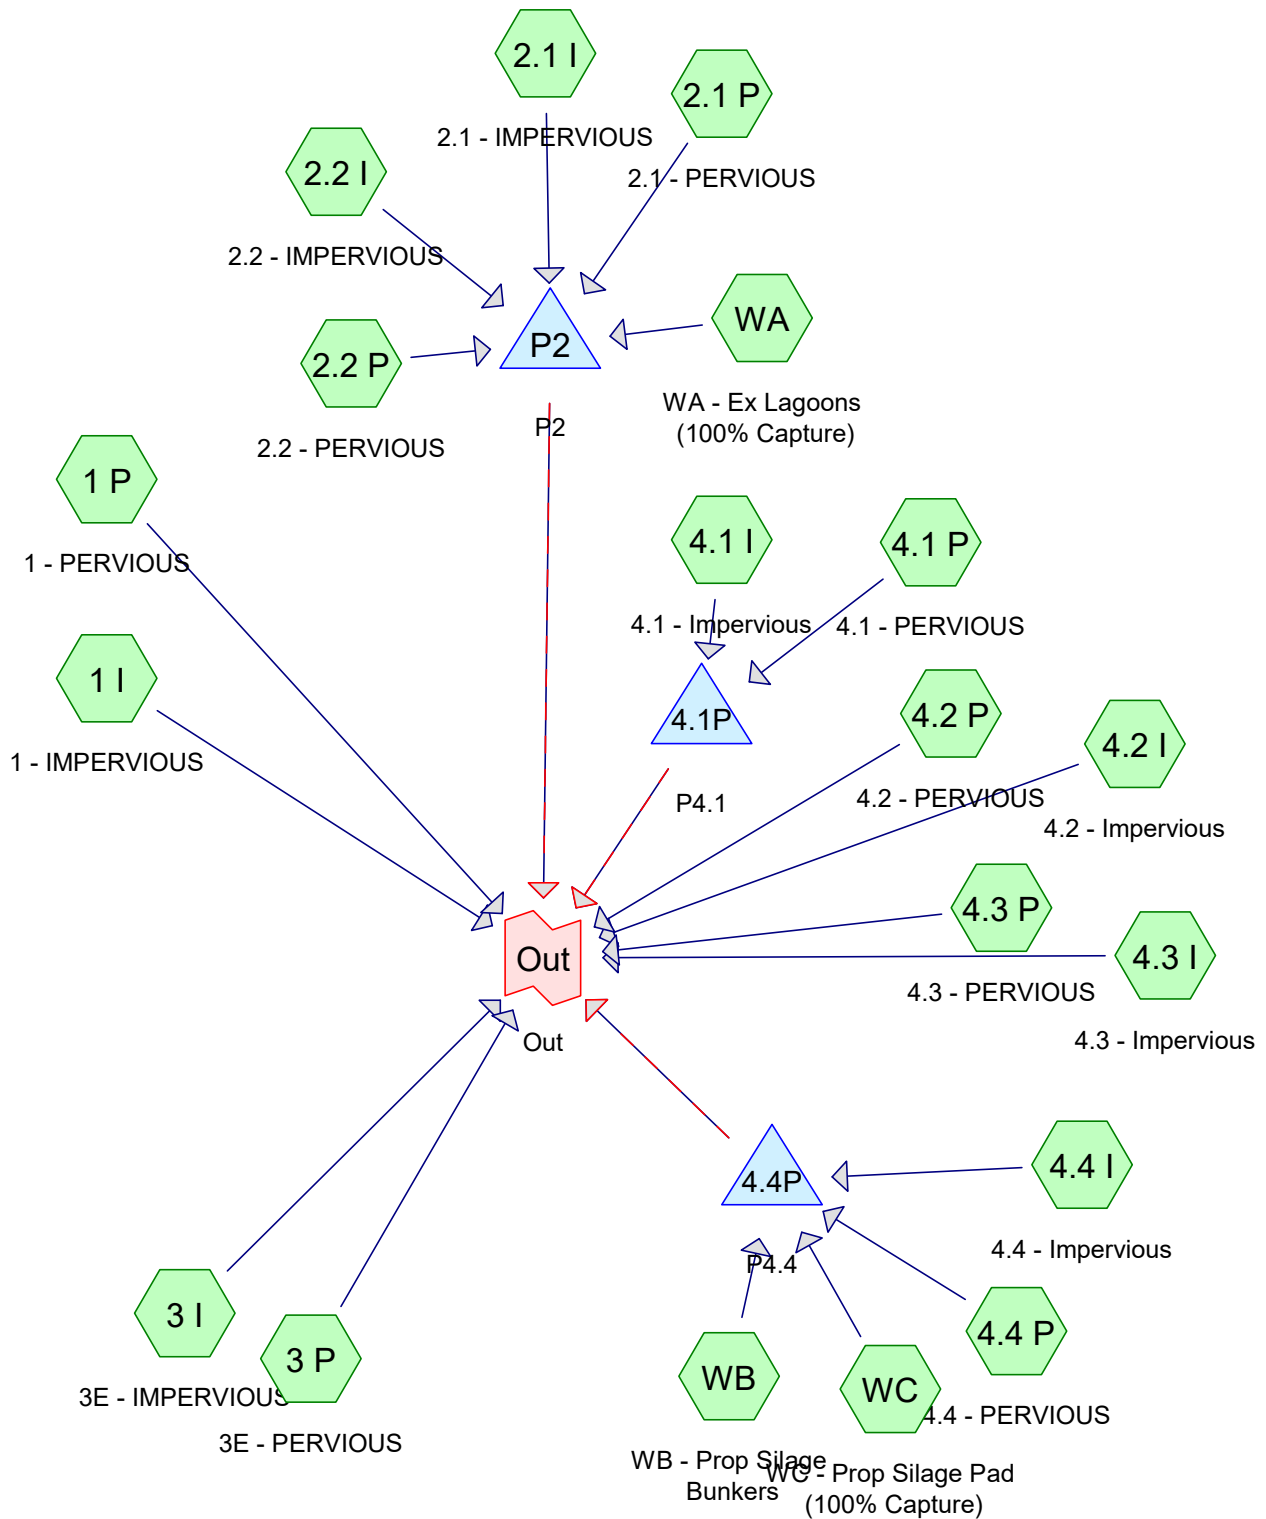 2.1 I
2.1 - IMPERVIOUS
2.1 P
2.1 - PERVIOUS
2.2 I
2.2 - IMPERVIOUS
2.2 P
2.2 - PERVIOUS
P2
P2
WA
WA - Ex Lagoons
(100% Capture)
1 P
1 - PERVIOUS
1 I
1 - IMPERVIOUS
4.1 I
4.1 - Impervious
4.1 P
4.1 - PERVIOUS
4.1P
P4.1
4.2 P
4.2 - PERVIOUS
4.2 I
4.2 - Impervious
4.3 P
4.3 - PERVIOUS
4.3 I
4.3 - Impervious
Out
Out
4.4P
P4.4
4.4 I
4.4 - Impervious
4.4 P
4.4 - PERVIOUS
3 I
3E - IMPERVIOUS
3 P
3E - PERVIOUS
WB
WB - Prop Silage
Bunkers
WC
WC - Prop Silage Pad
(100% Capture)